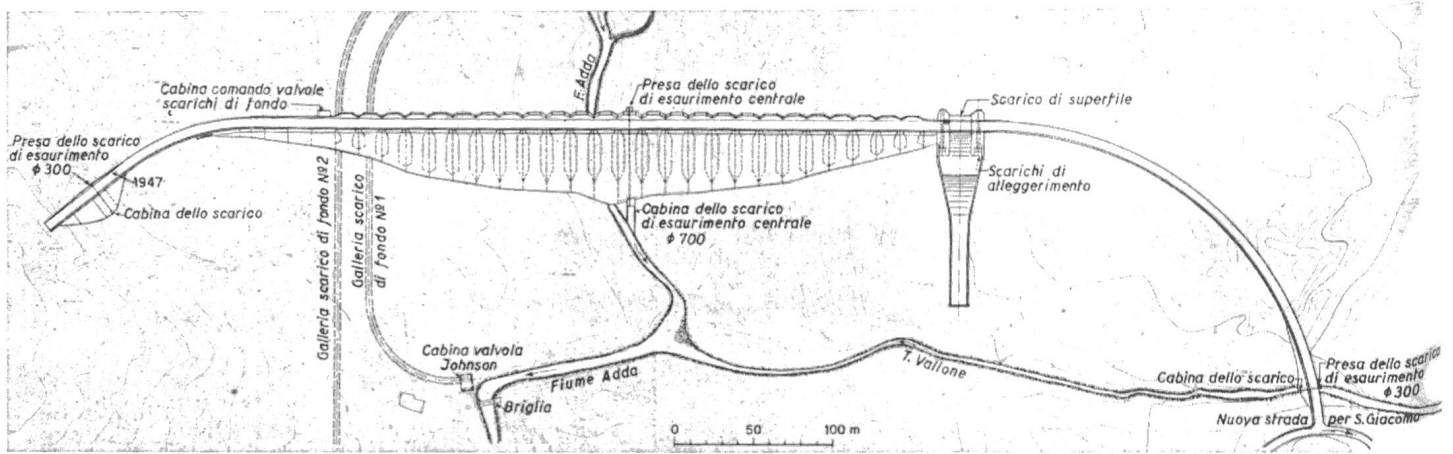 F. Adda
Cabina comando valvole
scarichi di fondo
Presa dello scarico
di esaurimento centrale
Scarico di superfile
Presa dello scarico
di esaurimento
ϕ 300
1947
Cabina dello scarico
Galleria scarico di fondo Nº2
Galleria scarico
di fondo Nº1
Cabina dello scarico
di esaurimento centrale
ϕ 700
Scarichi di
alleggerimento
Cabina valvola
Johnson
Fiume Adda
Briglia
T. Vallone
Cabina dello scarico
Presa dello scarico
di esaurimento
ϕ 300
Nuova strada per S. Giacomo
0 50 100 m